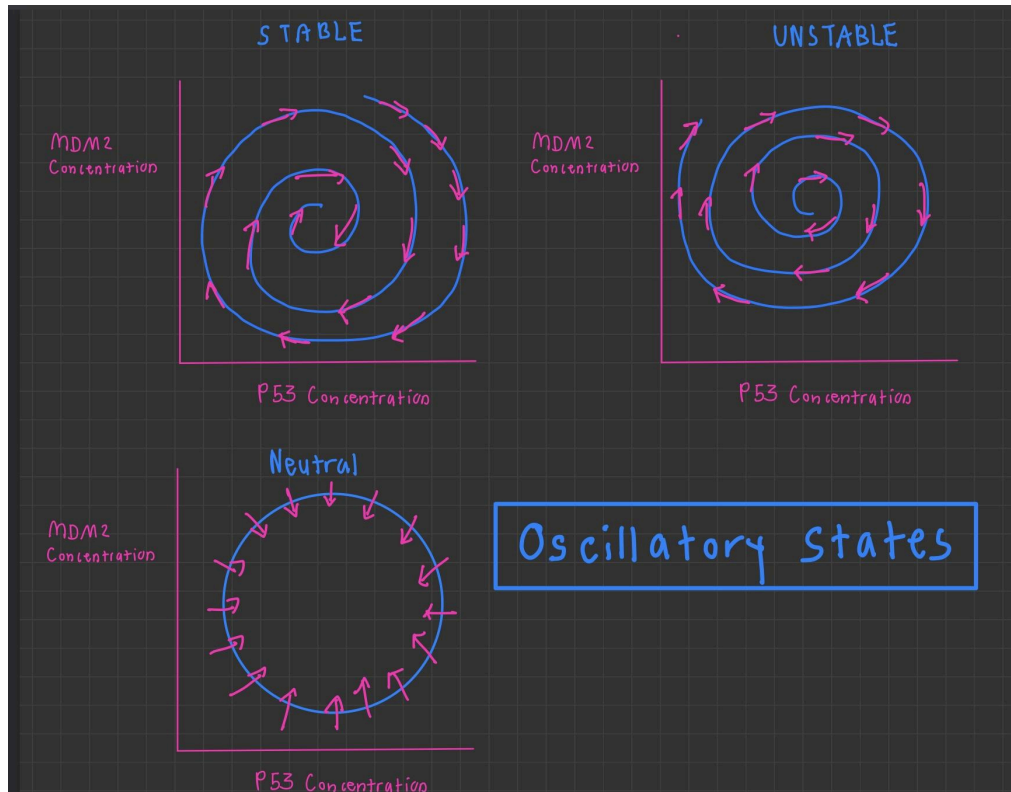 STABLE
UNSTABLE
MDM2
Concentration
MDM2
Concentration
P53 Concentration
P53 Concentration
Neutral
MDM2
Concentration
Oscillatory States
P53 Concentration